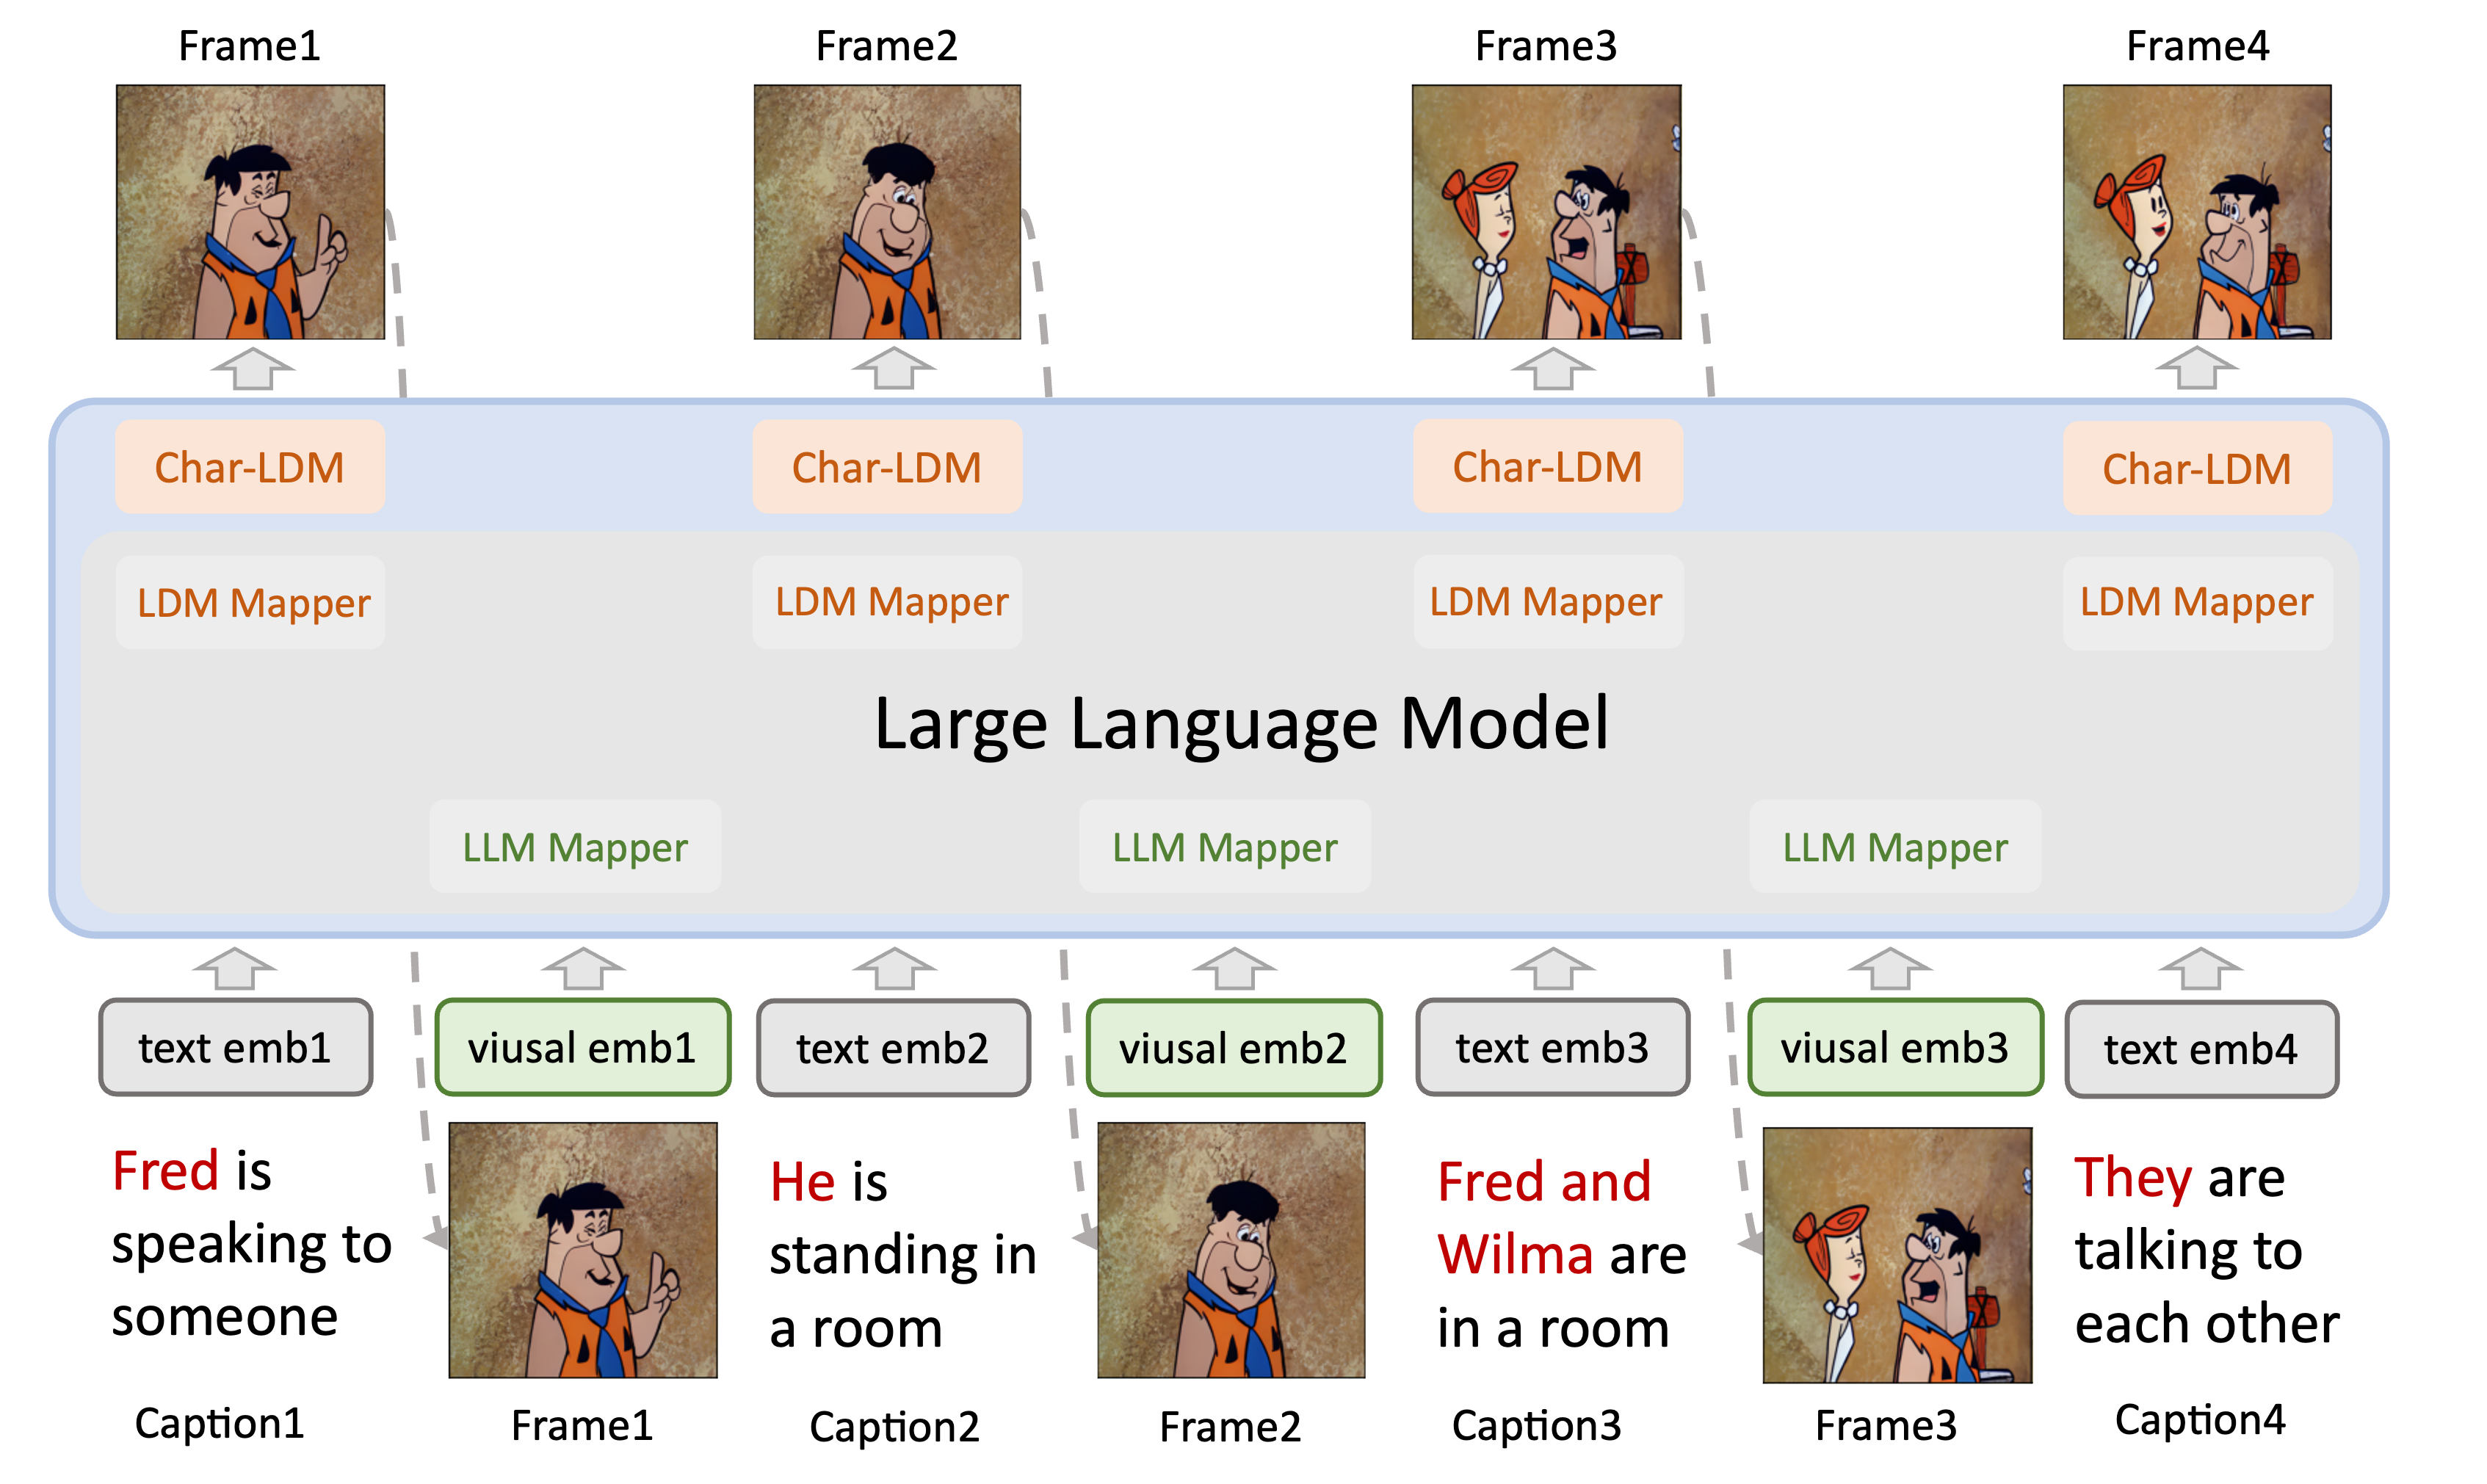 Frame1
Frame2
Frame3
Frame4
Char-LDM
Char-LDM
Char-LDM
Char-LDM
LDM Mapper
LDM Mapper
LDM Mapper
LDM Mapper
Large Language Model
LLM Mapper
LLM Mapper
LLM Mapper
text emb1
viusal emb1
text emb2
viusal emb2
text emb3
viusal emb3
text emb4
Fred is
speaking to
someone
He is
standing in
a room
Fred and
Wilma are
in a room
They are
talking to
each other
Caption1
Frame1
Caption2
Frame2
Caption3
Frame3
Caption4